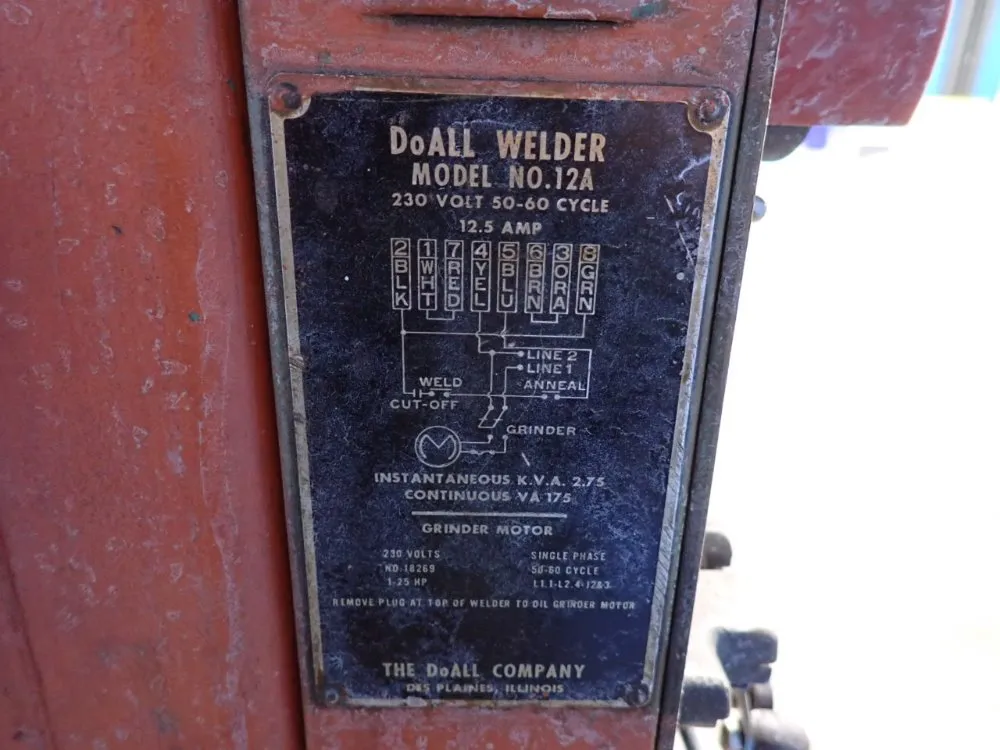 DoALL WELDER
MODEL NO.12A
230 VOLT 50-60 CYCLE
12.5 AMP
2 1 7 4 5 6 3 8
BLK WHT RED YEL BLU BRN ORA GRN
LINE 2
LINE 1
WELD
ANNEAL
CUT-OFF
GRINDER
M
INSTANTANEOUS K.V.A. 2.75
CONTINUOUS VA 175
GRINDER MOTOR
230 VOLTS SINGLE PHASE
NO.18269 50-60 CYCLE
1-25 HP
REMOVE PLUG AT TOP OF WELDER TO OIL GRINDER MOTOR
THE DoALL COMPANY
DES PLAINES, ILLINOIS